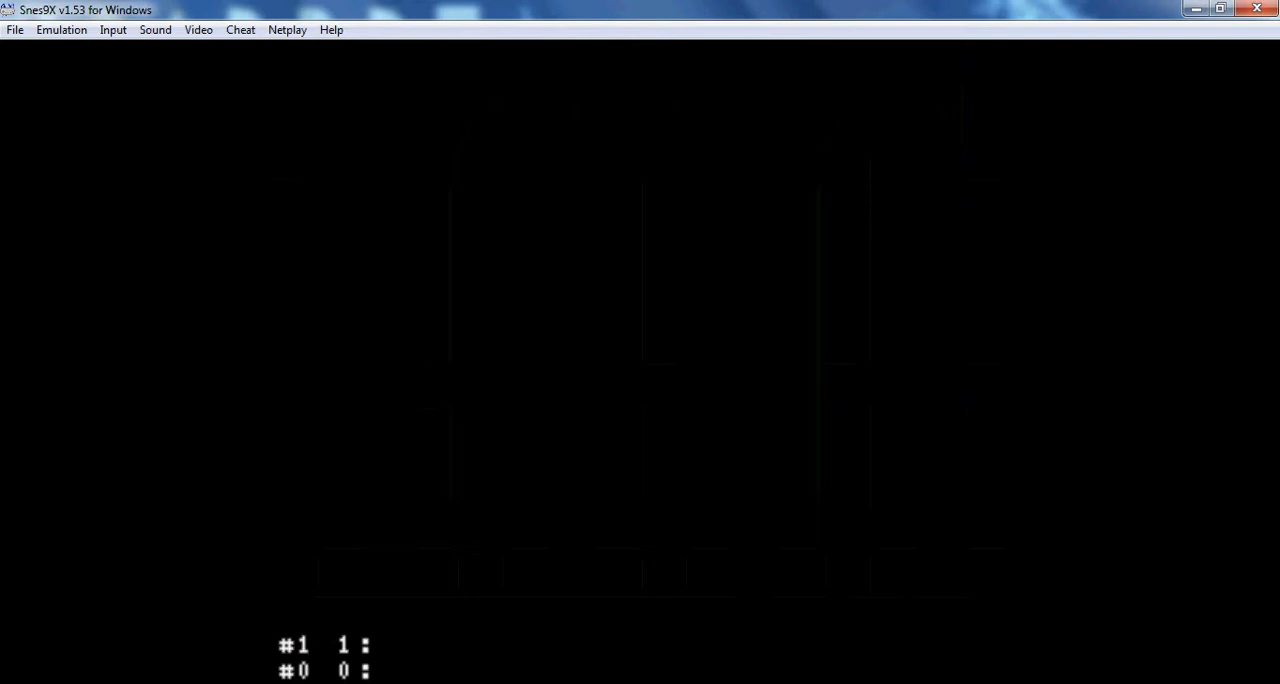 Snes9X v1.53 for Windows
File Emulation Input Sound Video Cheat Netplay Help
#1 1:
#0 0: